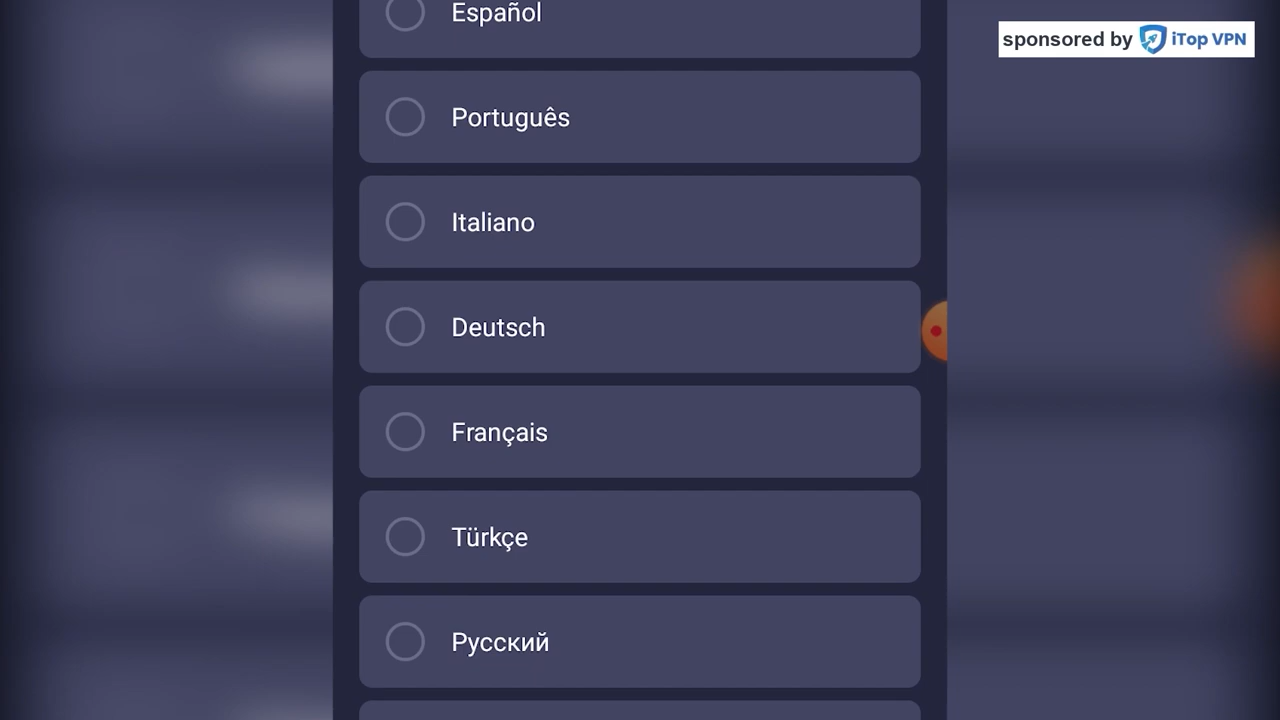 Español
sponsored by iTop VPN
Português
Italiano
Deutsch
Français
Türkçe
Русский